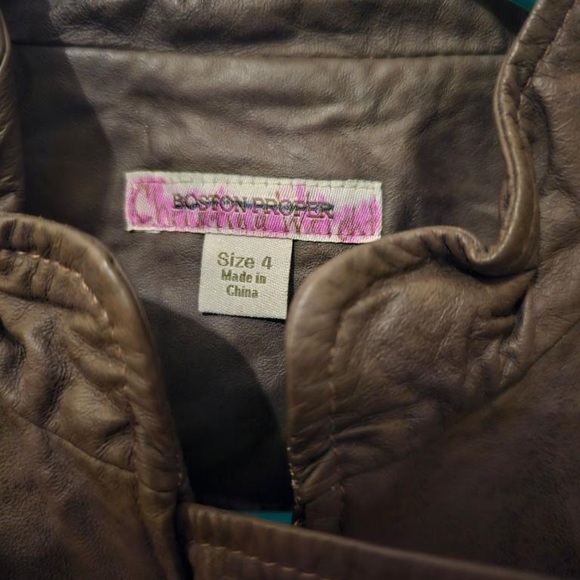 BOSTON PROPER
Size 4
Made in
China